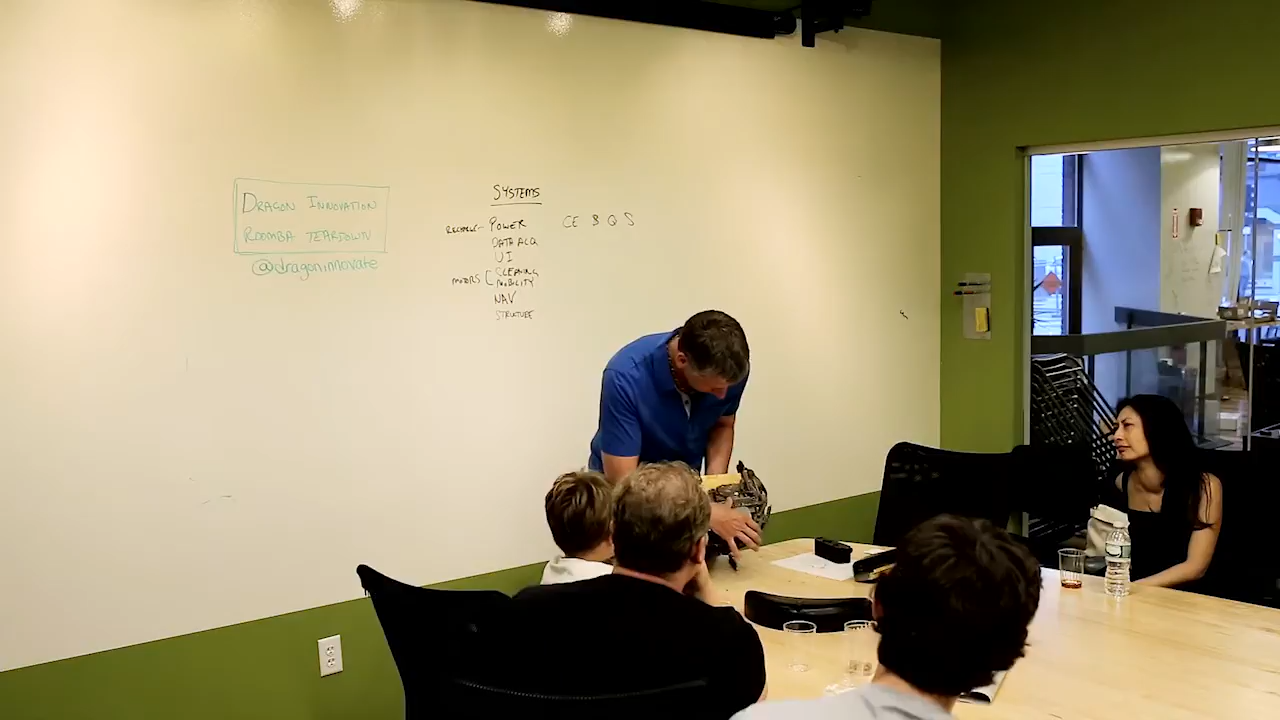 DRAGON INNOVATION
ROOMBA TEARDOWN
@dragoninnovate
SYSTEMS
POWER CE B Q S
DATA ACQ
UI
MOTORS [ CLEANING
MOBILITY
NAV
STRUCTURE